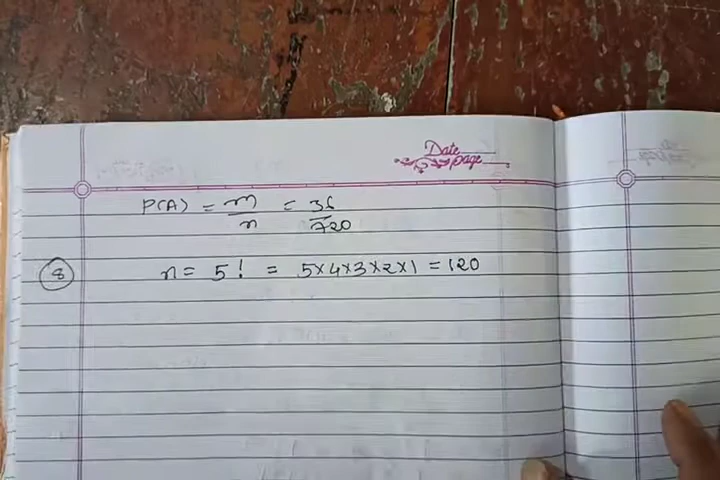 Date
page
P(A) = m/n = 36/720
8 n = 5! = 5×4×3×2×1 = 120